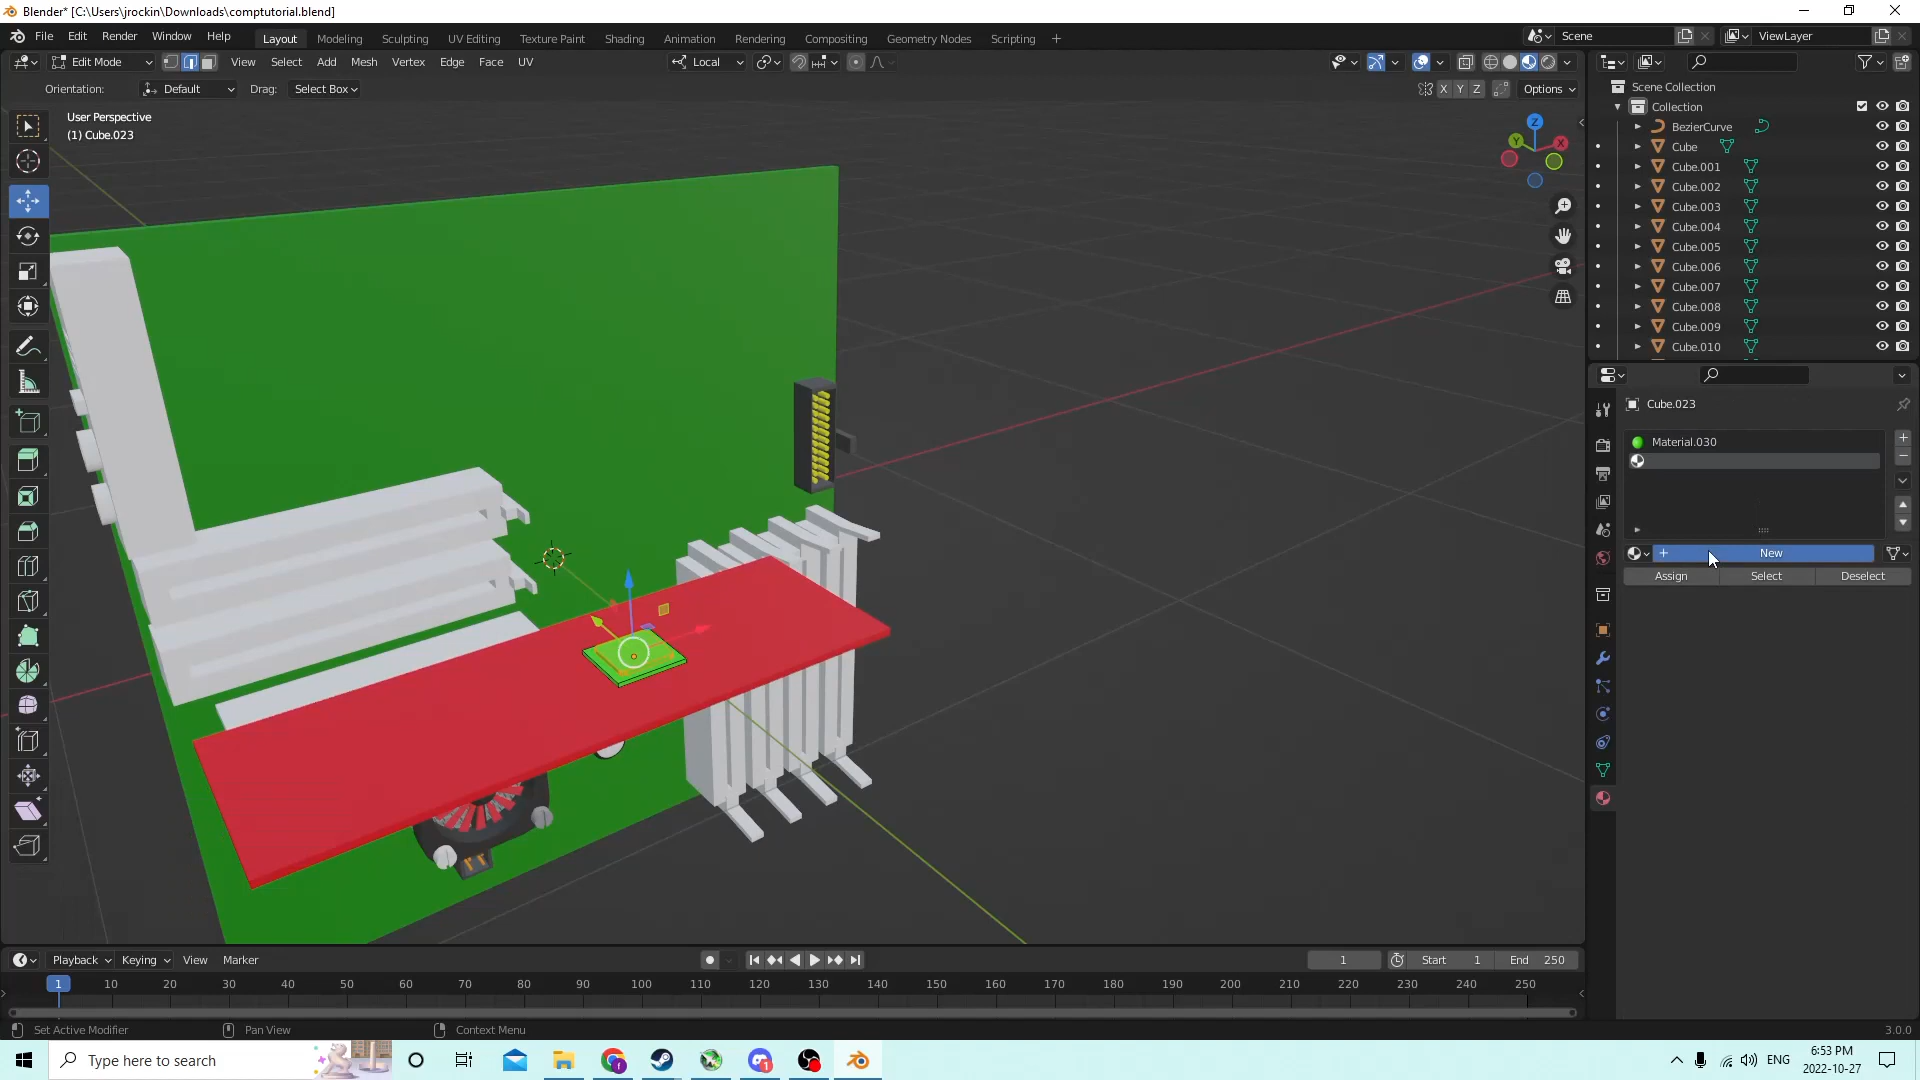 Blender* [C:\Users\jrockin\Downloads\comptutorial.blend]
File Edit Render Window Help Layout Modeling Sculpting UV Editing Texture Paint Shading Animation Rendering Compositing Geometry Nodes Scripting + Scene ViewLayer
Edit Mode View Select Add Mesh Vertex Edge Face UV Local
Orientation: Default Drag: Select Box X Y Z Options
User Perspective
(1) Cube.023
Z
Y X
Scene Collection
Collection
BezierCurve
Cube
Cube.001
Cube.002
Cube.003
Cube.004
Cube.005
Cube.006
Cube.007
Cube.008
Cube.009
Cube.010
Cube.023
Material.030
+ New
Assign Select Deselect
Playback Keying View Marker 1 Start 1 End 250
1 10 20 30 40 50 60 70 80 90 100 110 120 130 140 150 160 170 180 190 200 210 220 230 240 250
Set Active Modifier Pan View Context Menu 3.0.0
Type here to search ENG 6:53 PM
2022-10-27